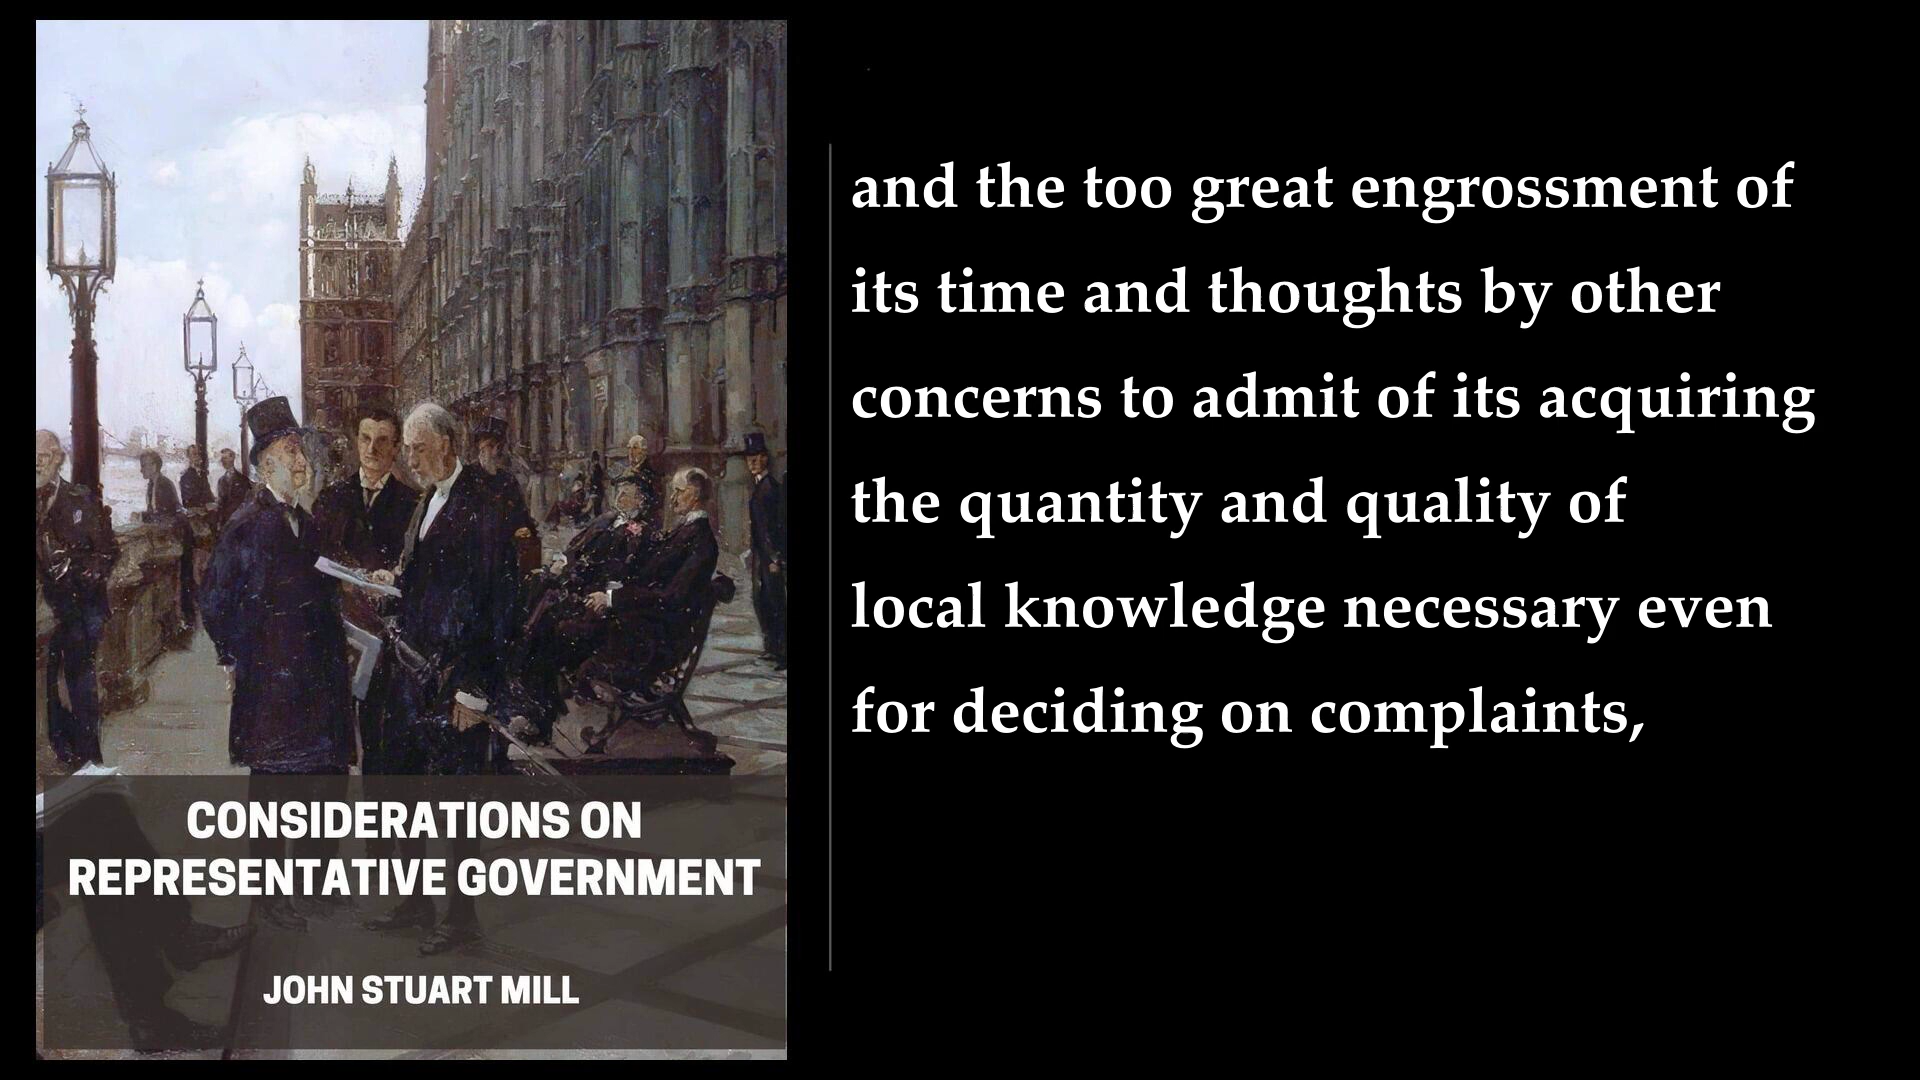 and the too great engrossment of
its time and thoughts by other
concerns to admit of its acquiring
the quantity and quality of
local knowledge necessary even
for deciding on complaints,
CONSIDERATIONS ON
REPRESENTATIVE GOVERNMENT
JOHN STUART MILL